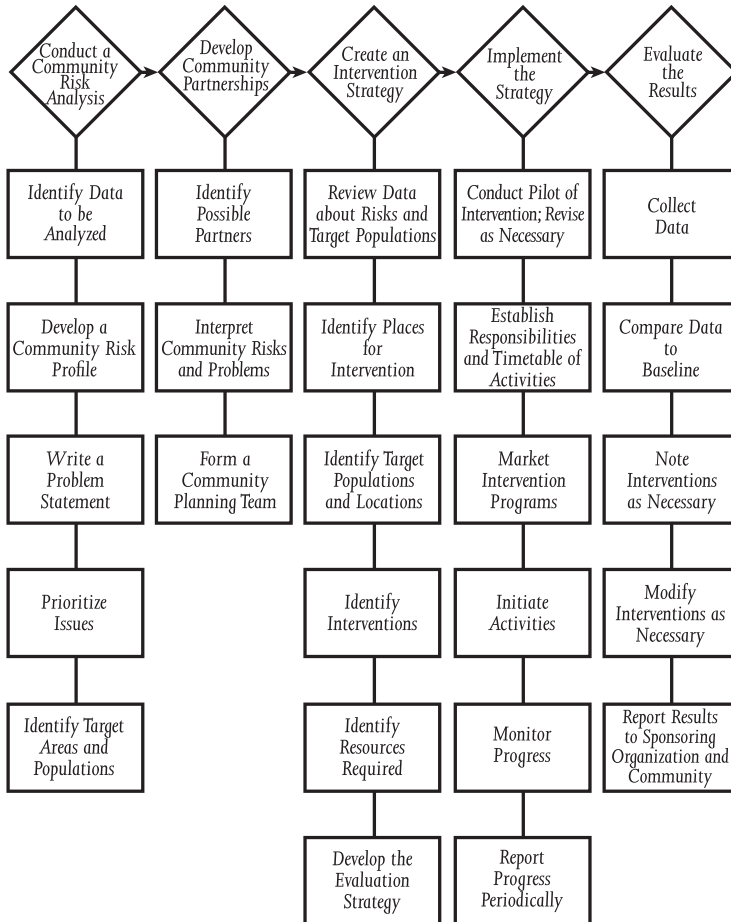 Conduct a
Community
Risk
Analysis
Develop
Community
Partnerships
Create an
Intervention
Strategy
Implement
the
Strategy
Evaluate
the
Results
Identify Data
to be
Analyzed
Develop a
Community Risk
Profile
Write a
Problem
Statement
Prioritize
Issues
Identify Target
Areas and
Populations
Identify
Possible
Partners
Interpret
Community Risks
and Problems
Form a
Community
Planning Team
Review Data
about Risks and
Target Populations
Identify Places
for
Intervention
Identify Target
Populations
and Locations
Identify
Interventions
Identify
Resources
Required
Develop the
Evaluation
Strategy
Conduct Pilot of
Intervention; Revise
as Necessary
Establish
Responsibilities
and Timetable of
Activities
Market
Intervention
Programs
Initiate
Activities
Monitor
Progress
Report
Progress
Periodically
Collect
Data
Compare Data
to
Baseline
Note
Interventions
as Necessary
Modify
Interventions as
Necessary
Report Results
to Sponsoring
Organization and
Community